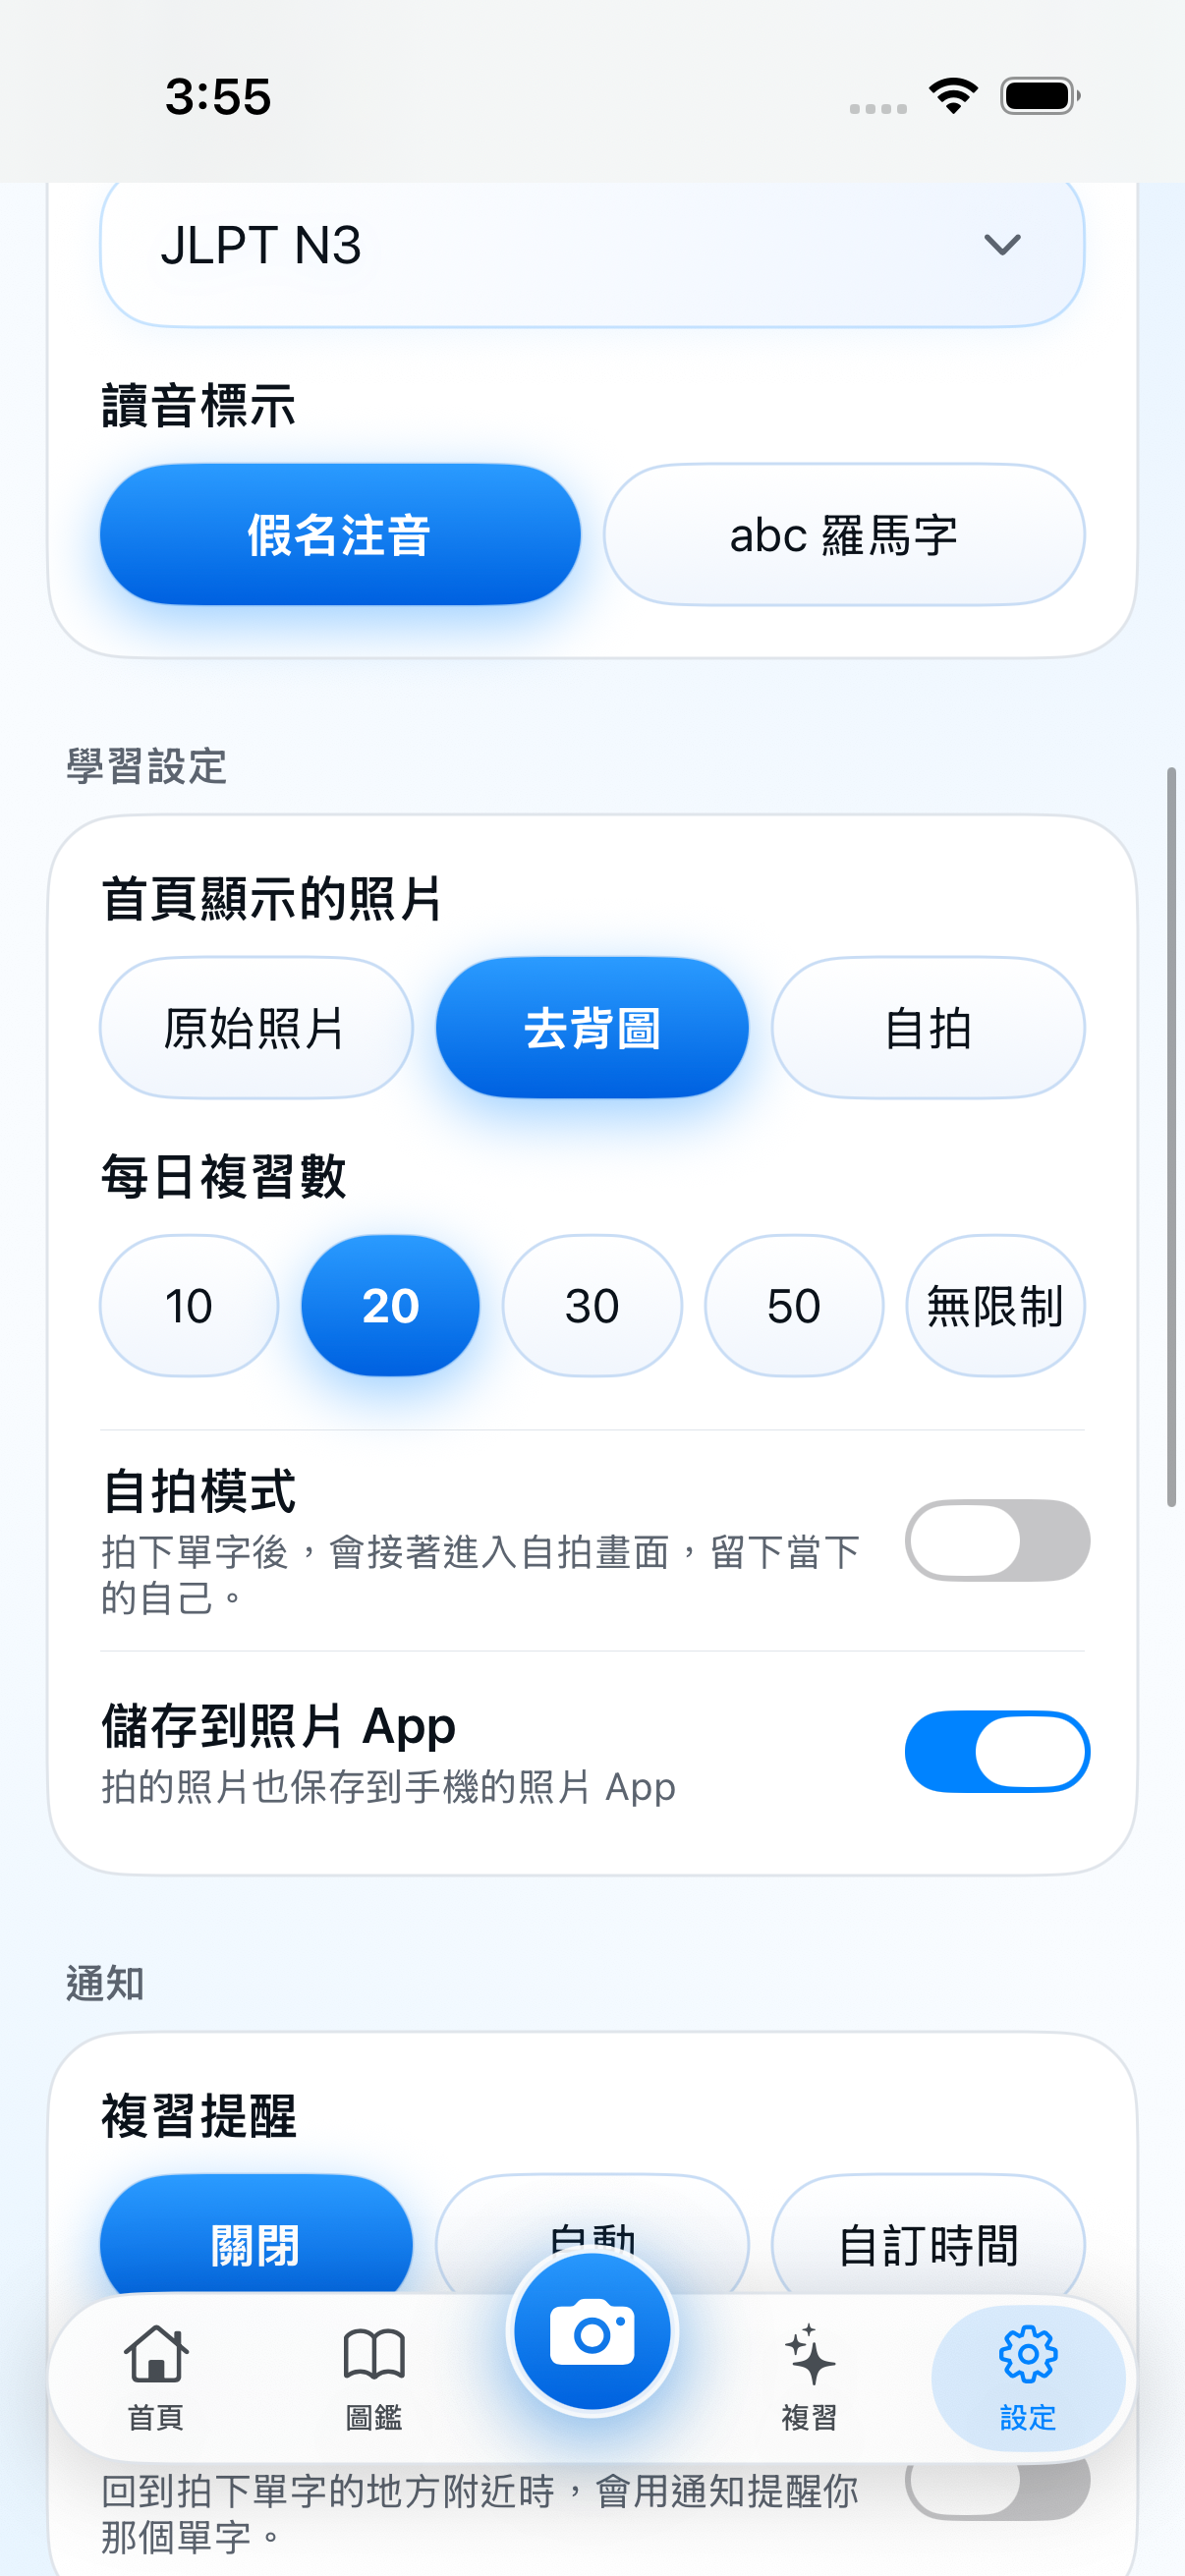 3:55
JLPT N3
讀音標示
假名注音
abc 羅馬字
學習設定
首頁顯示的照片
原始照片
去背圖
自拍
每日複習數
10
20
30
50
無限制
自拍模式
拍下單字後，會接著進入自拍畫面，留下當下
的自己。
儲存到照片 App
拍的照片也保存到手機的照片 App
通知
複習提醒
關閉
自動
自訂時間
首頁
圖鑑
複習
設定
回到拍下單字的地方附近時，會用通知提醒你
那個單字。